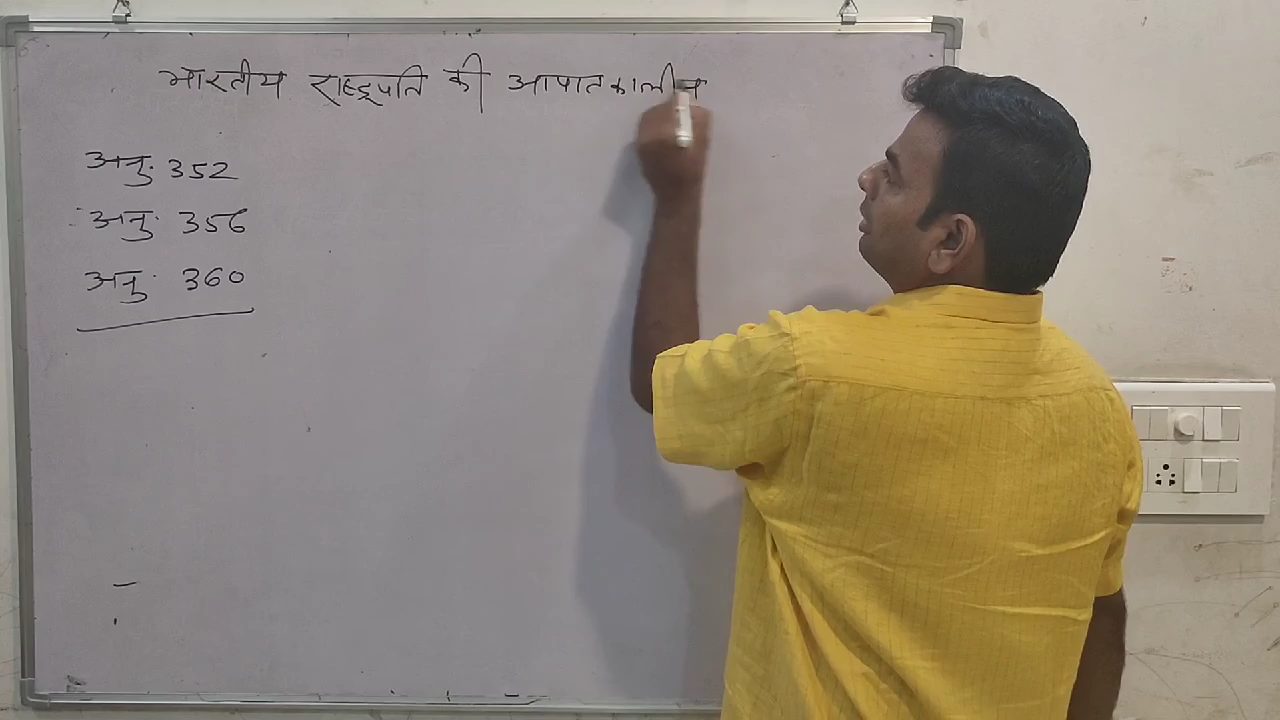 भारतीय राष्ट्रपति की आपातकालीन
अनु. 352
अनु. 356
अनु. 360